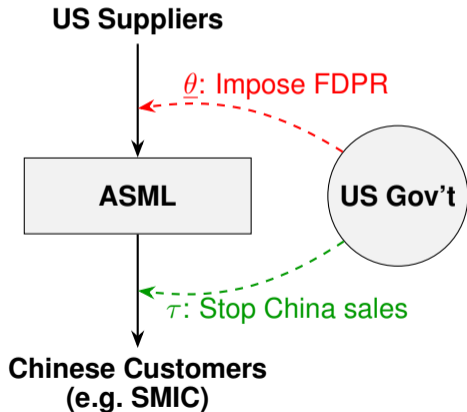 US Suppliers
θ: Impose FDPR
ASML
US Gov't
τ: Stop China sales
Chinese Customers
(e.g. SMIC)